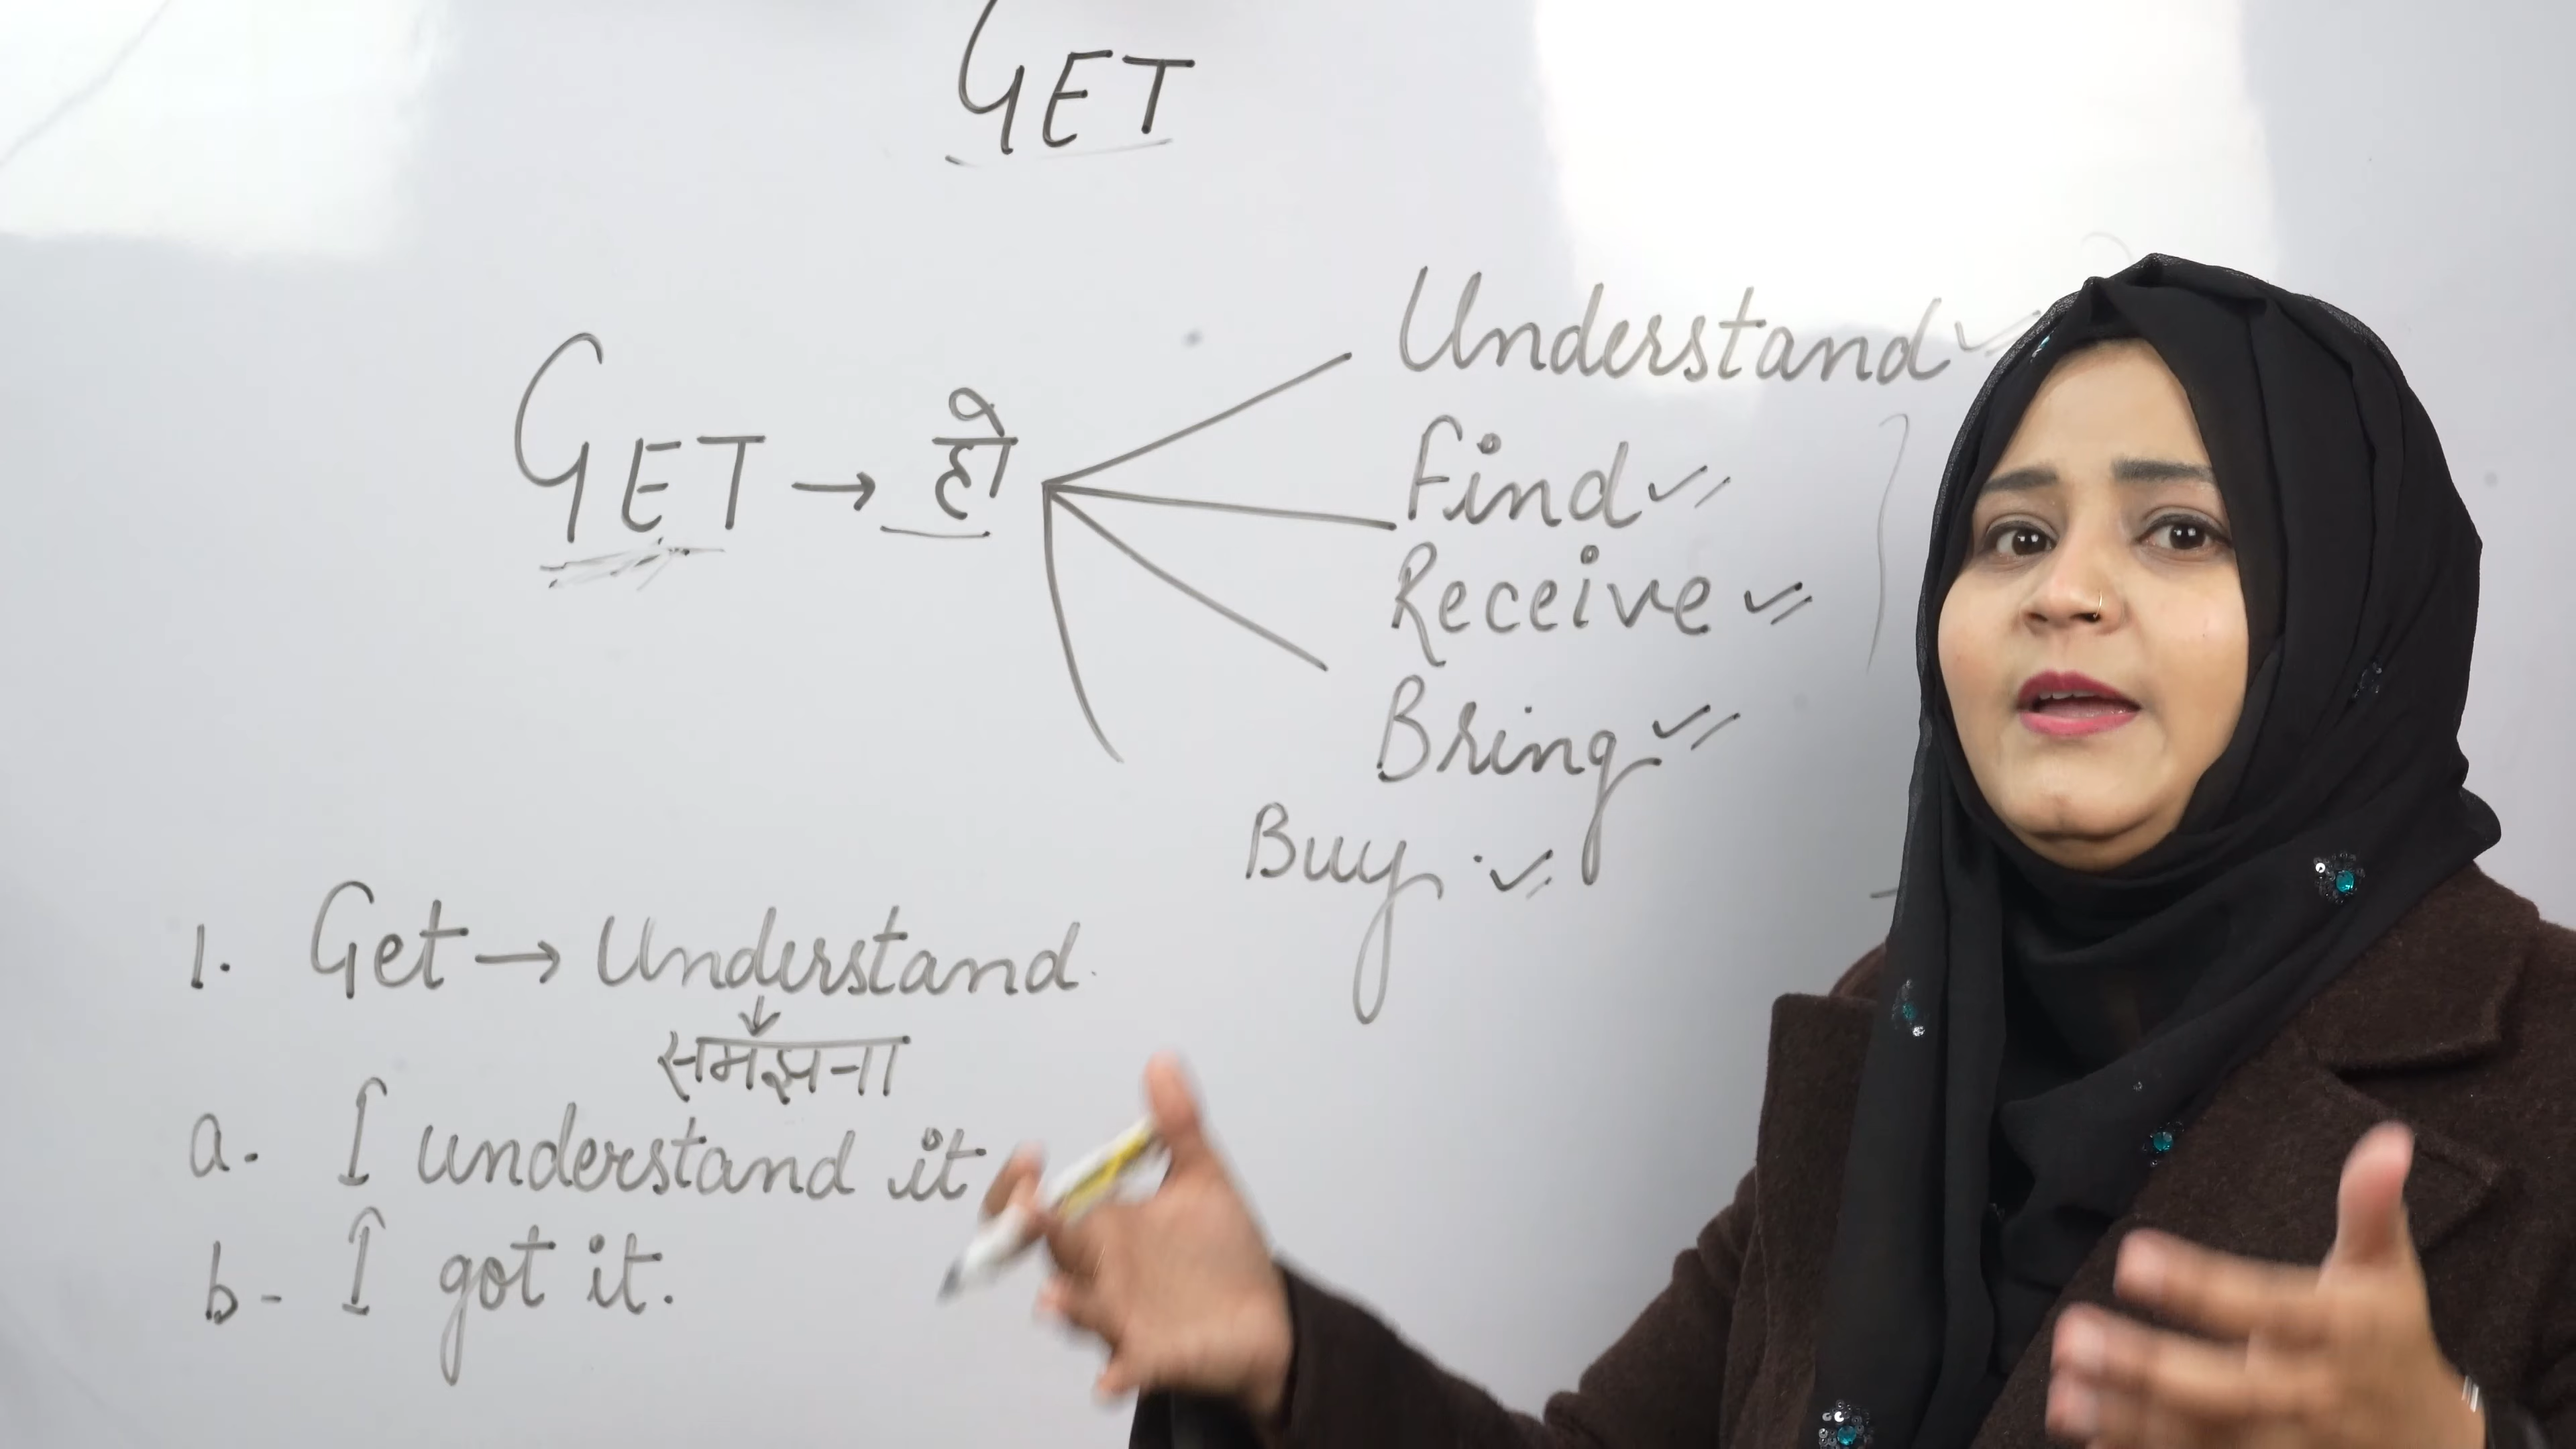 GET
GET → हो
Understand
Find
Receive
Bring
Buy.
1. Get → Understand.
समझना
a. I understand it
b - I got it.